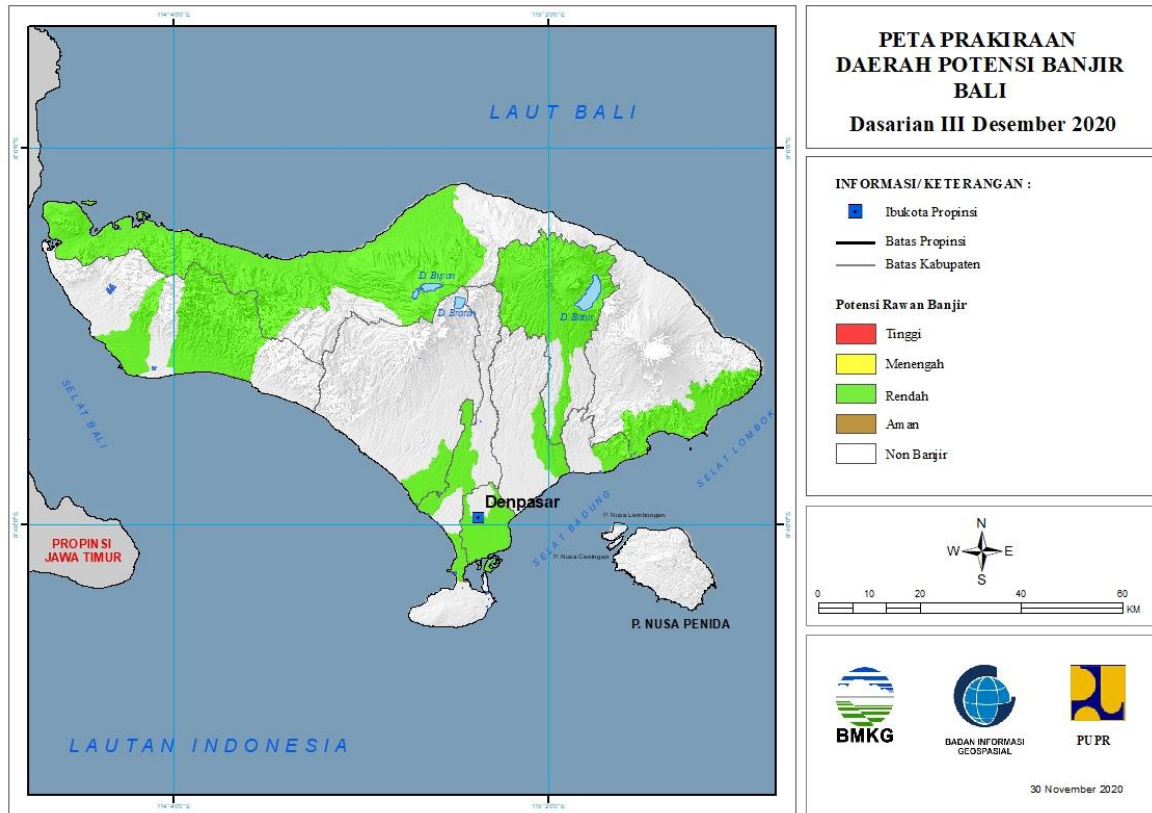 PETA PRAKIRAAN
DAERAH POTENSI BANJIR
BALI
Dasarian III Desember 2020
INFORMASI/ KETERANGAN :
Ibukota Propinsi
Batas Propinsi
Batas Kabupaten
Potensi Rawan Banjir
Tinggi
Menengah
Rendah
Aman
Non Banjir
N
W E
S
0 10 20 40 60
KM
BMKG
BADAN INFORMASI
GEOSPASIAL
PUPR
30 November 2020
LAUT BALI
D. Buyan
D. Bratan
D. Batur
SELAT BALI
SELAT LOMBOK
SELAT BADUNG
Denpasar
P. Nusa Lembongan
P. Nusa Ceningan
P. NUSA PENIDA
PROPINSI
JAWA TIMUR
LAUTAN INDONESIA